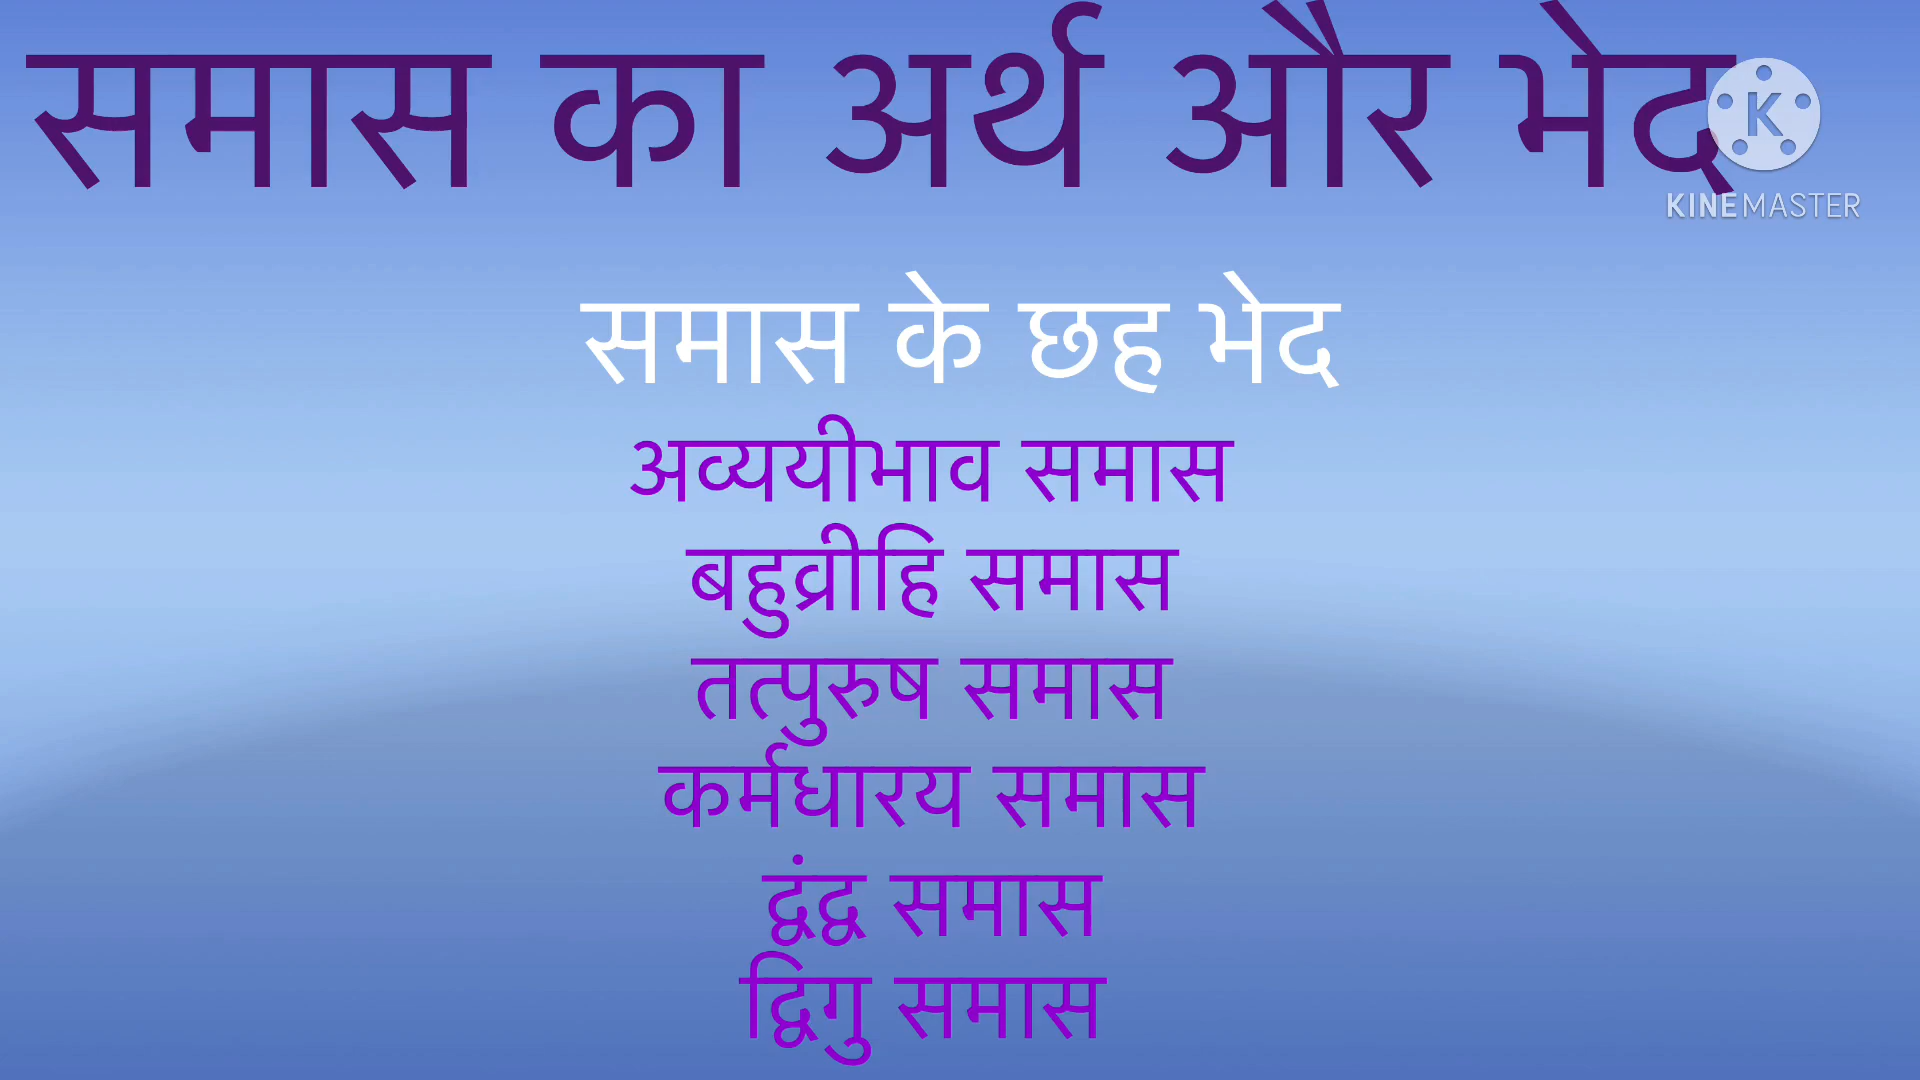 समास का अर्थ और भेद
K
KINEMASTER
समास के छह भेद
अव्ययीभाव समास
बहुव्रीहि समास
तत्पुरुष समास
कर्मधारय समास
द्वंद्व समास
द्विगु समास